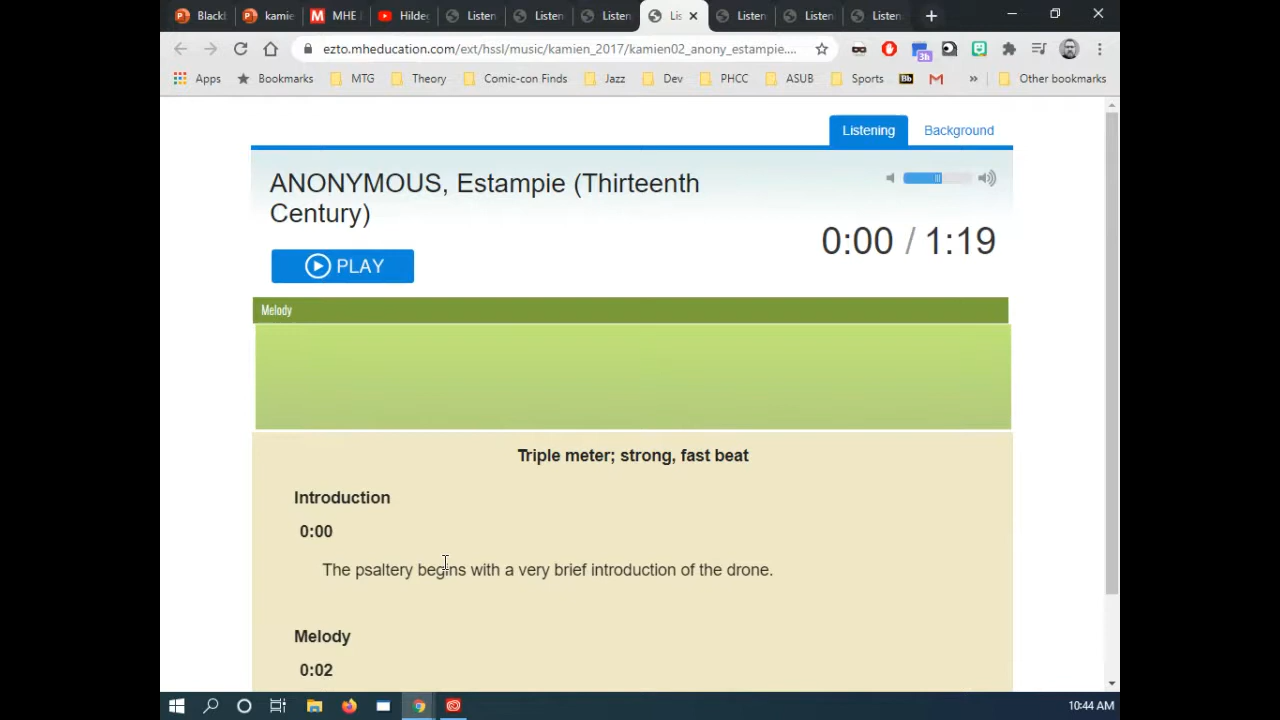 Black
kamie
MHE
Hildeg
Listen
Listen
Listen
Lis
Listen
Listen
Listen
ezto.mheducation.com/ext/hssl/music/kamien_2017/kamien02_anony_estampie....
3h
Apps
Bookmarks
MTG
Theory
Comic-con Finds
Jazz
Dev
PHCC
ASUB
Sports
Bb
»
Other bookmarks
Listening
Background
ANONYMOUS, Estampie (Thirteenth
Century)
0:00 / 1:19
PLAY
Melody
Triple meter; strong, fast beat
Introduction
0:00
The psaltery begins with a very brief introduction of the drone.
Melody
0:02
10:44 AM